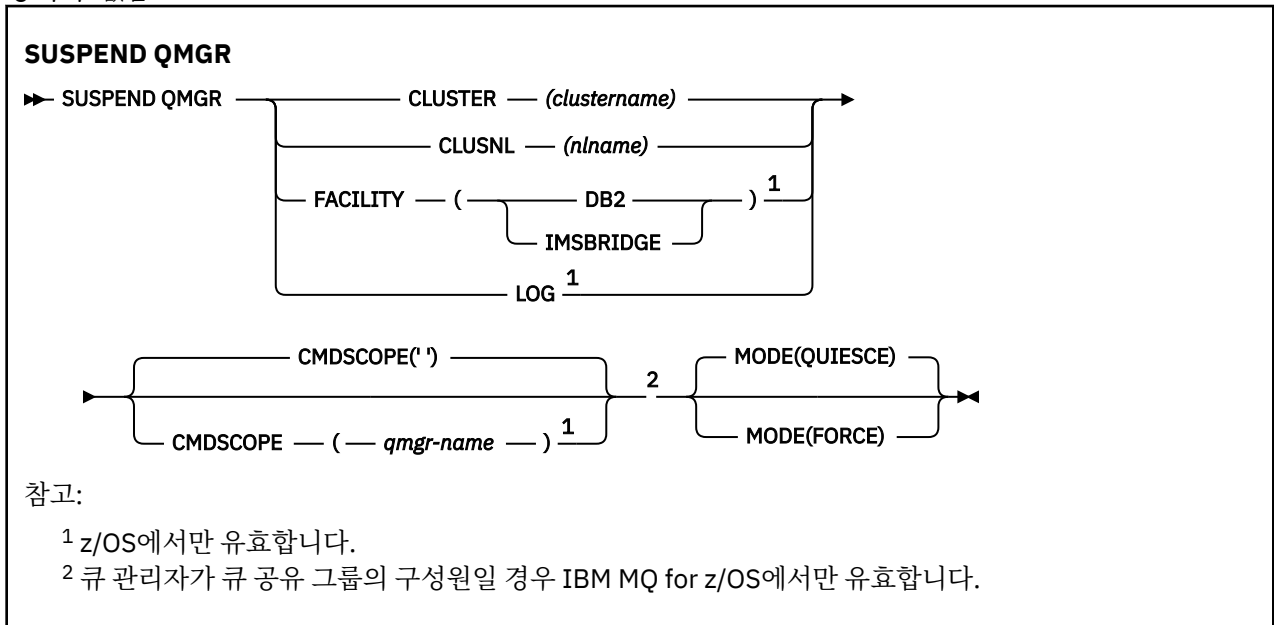 SUSPEND QMGR
SUSPEND QMGR CLUSTER (clustername)
CLUSNL (nlname)
FACILITY ( DB2 ) 1
IMSBRIDGE
LOG 1
CMDSCOPE(' ') 2 MODE(QUIESCE)
CMDSCOPE ( qmgr-name ) 1 MODE(FORCE)
참고:
1 z/OS에서만 유효합니다.
2 큐 관리자가 큐 공유 그룹의 구성원일 경우 IBM MQ for z/OS에서만 유효합니다.